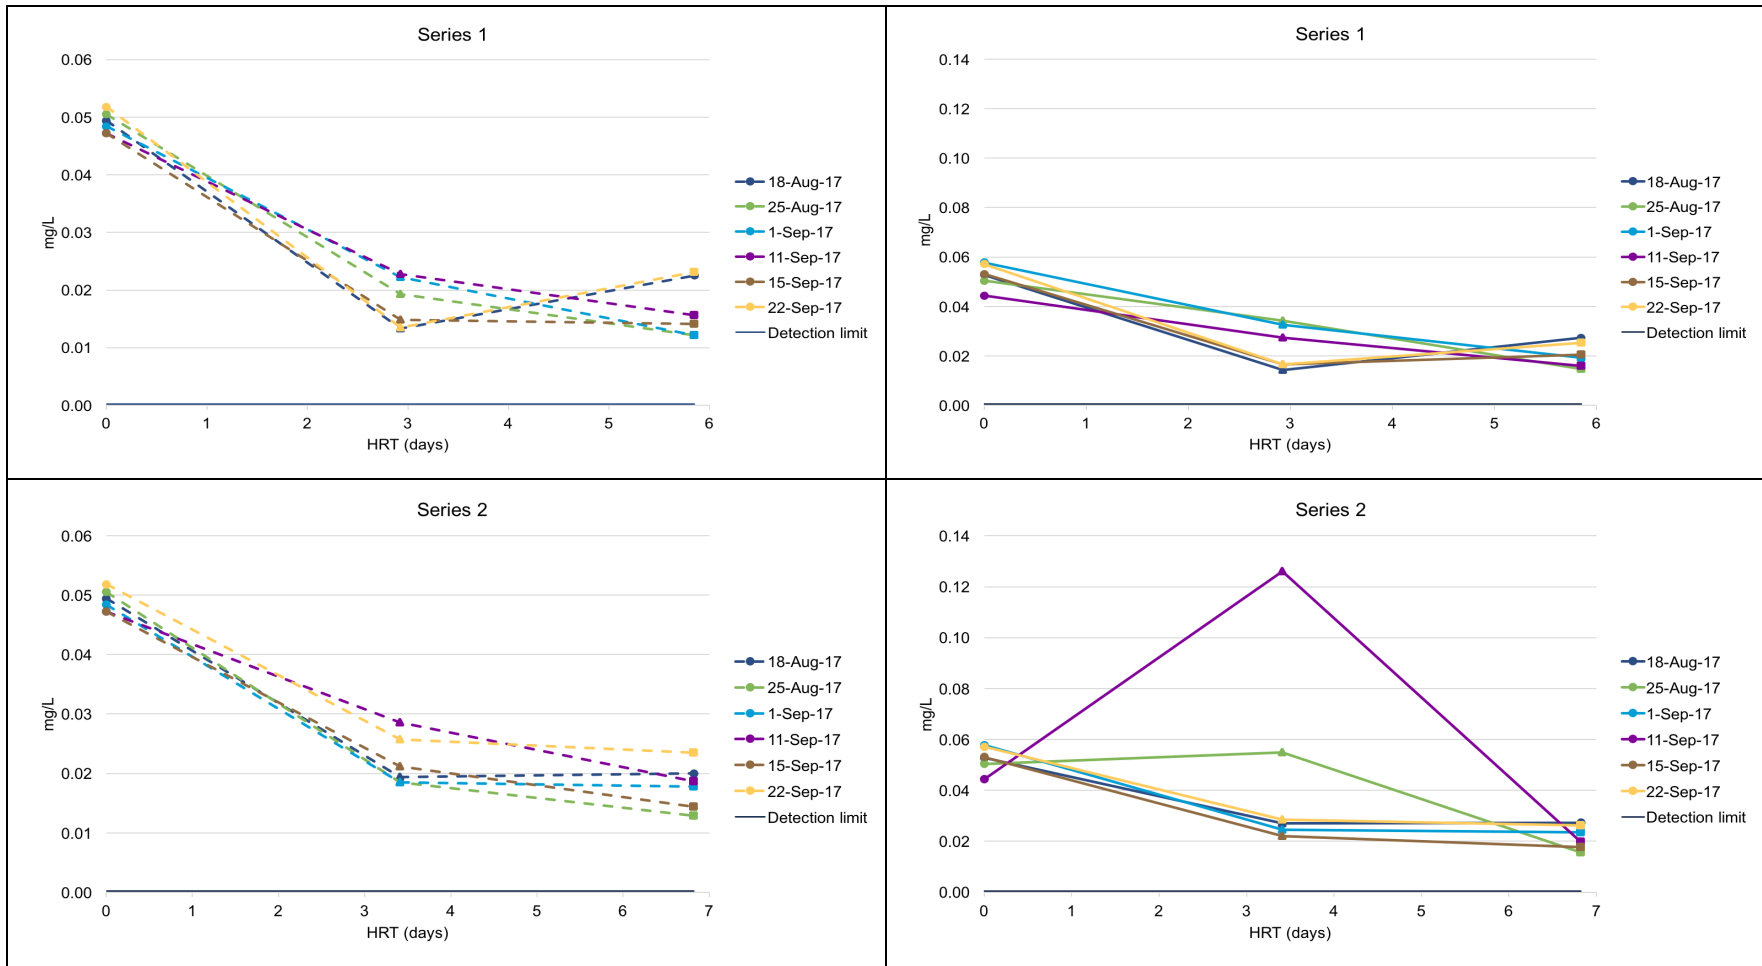 Series 1
0.06
0.05
0.04
0.03
0.02
0.01
0.00
mg/L
0 1 2 3 4 5 6
HRT (days)
18-Aug-17
25-Aug-17
1-Sep-17
11-Sep-17
15-Sep-17
22-Sep-17
Detection limit
Series 1
0.14
0.12
0.10
0.08
0.06
0.04
0.02
0.00
mg/L
0 1 2 3 4 5 6
HRT (days)
18-Aug-17
25-Aug-17
1-Sep-17
11-Sep-17
15-Sep-17
22-Sep-17
Detection limit
Series 2
0.06
0.05
0.04
0.03
0.02
0.01
0.00
mg/L
0 1 2 3 4 5 6 7
HRT (days)
18-Aug-17
25-Aug-17
1-Sep-17
11-Sep-17
15-Sep-17
22-Sep-17
Detection limit
Series 2
0.14
0.12
0.10
0.08
0.06
0.04
0.02
0.00
mg/L
0 1 2 3 4 5 6 7
HRT (days)
18-Aug-17
25-Aug-17
1-Sep-17
11-Sep-17
15-Sep-17
22-Sep-17
Detection limit